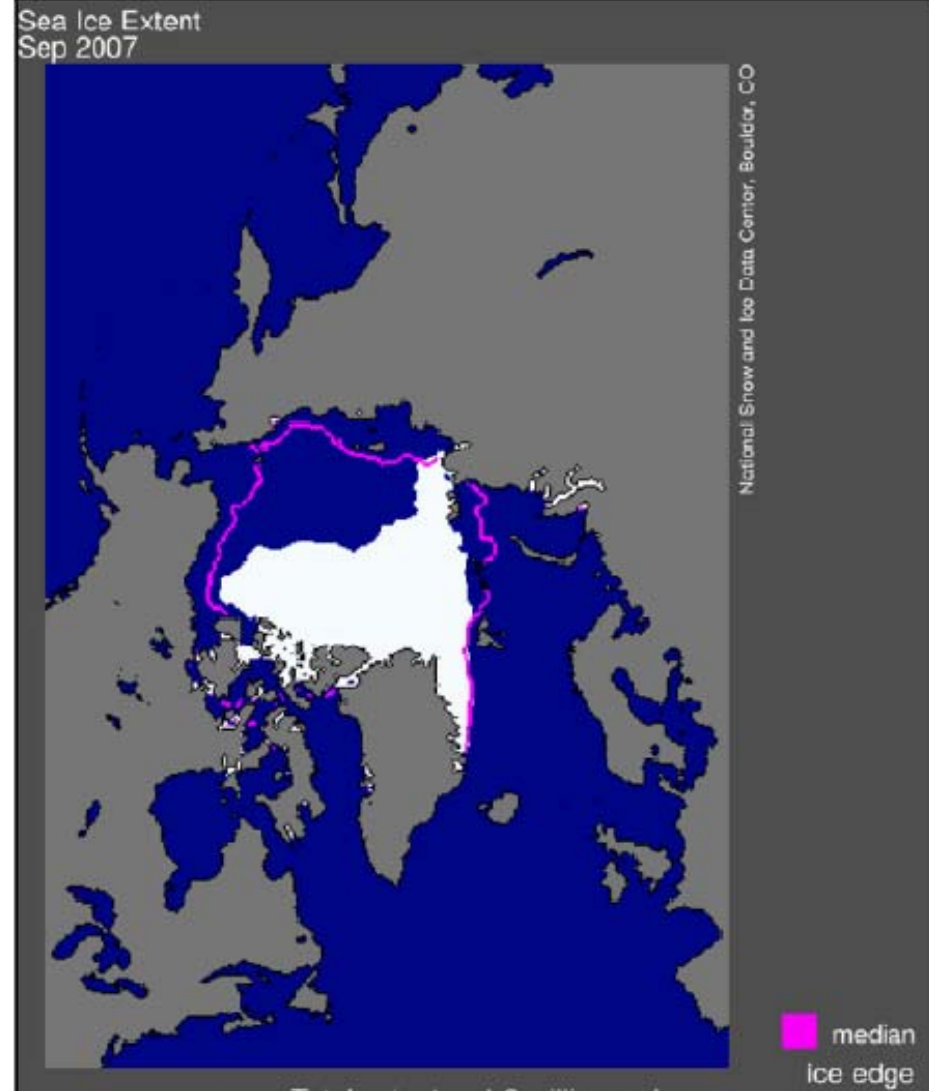 Sea Ice Extent
Sep 2007
National Snow and Ice Data Center, Boulder, CO
median
ice edge